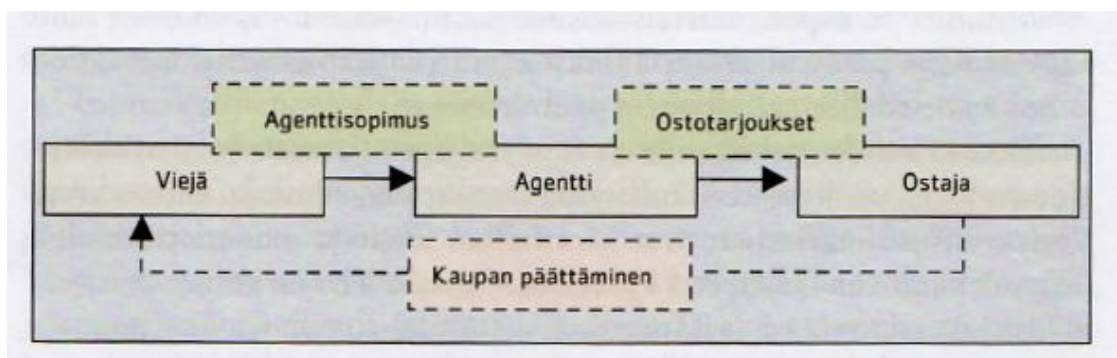 Agenttisopimus
Ostotarjoukset
Viejä
Agentti
Ostaja
Kaupan päättäminen